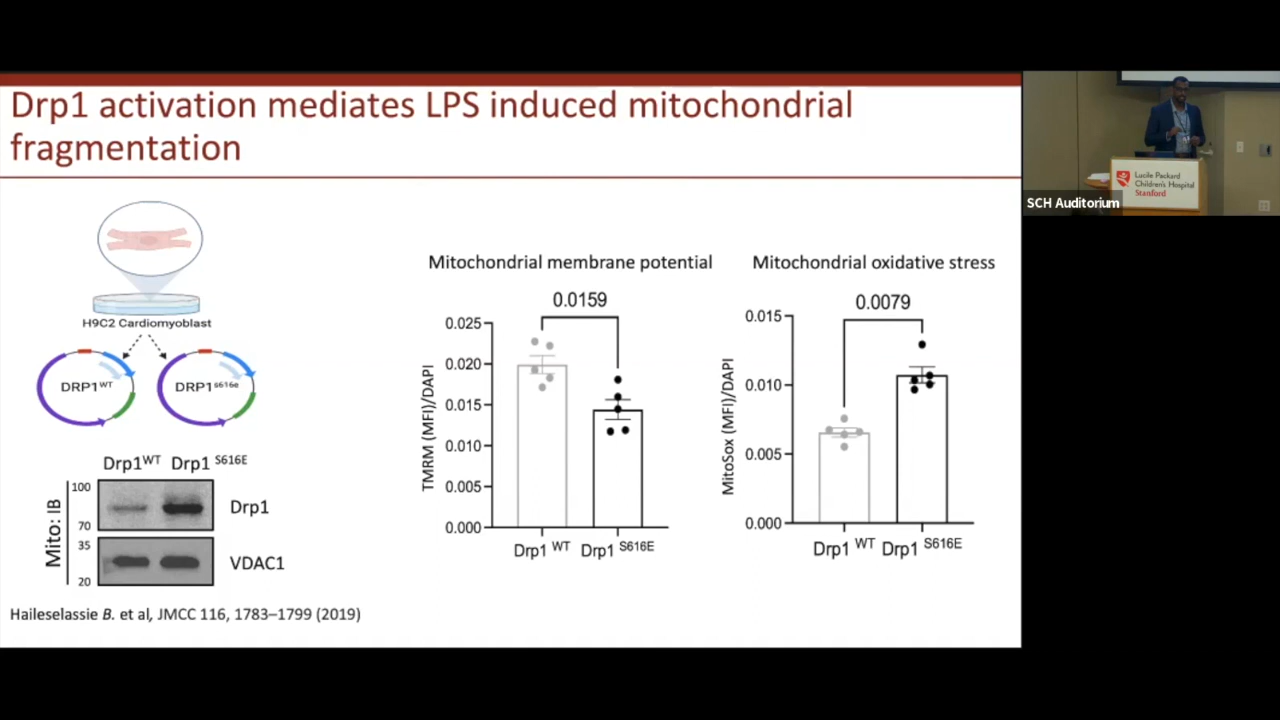 Drp1 activation mediates LPS induced mitochondrial
fragmentation
H9C2 Cardiomyoblast
DRP1WT
DRP1s616e
Drp1WT Drp1 S616E
Mito: IB
100
70
Drp1
35
20
VDAC1
Haileselassie B. et al, JMCC 116, 1783–1799 (2019)
Mitochondrial membrane potential
0.0159
TMRM (MFI)/DAPI
0.025
0.020
0.015
0.010
0.005
0.000
Drp1 WT Drp1 S616E
Mitochondrial oxidative stress
0.0079
MitoSox (MFI)/DAPI
0.015
0.010
0.005
0.000
Drp1 WT Drp1 S616E
Lucile Packard
Children's Hospital
Stanford
SCH Auditorium